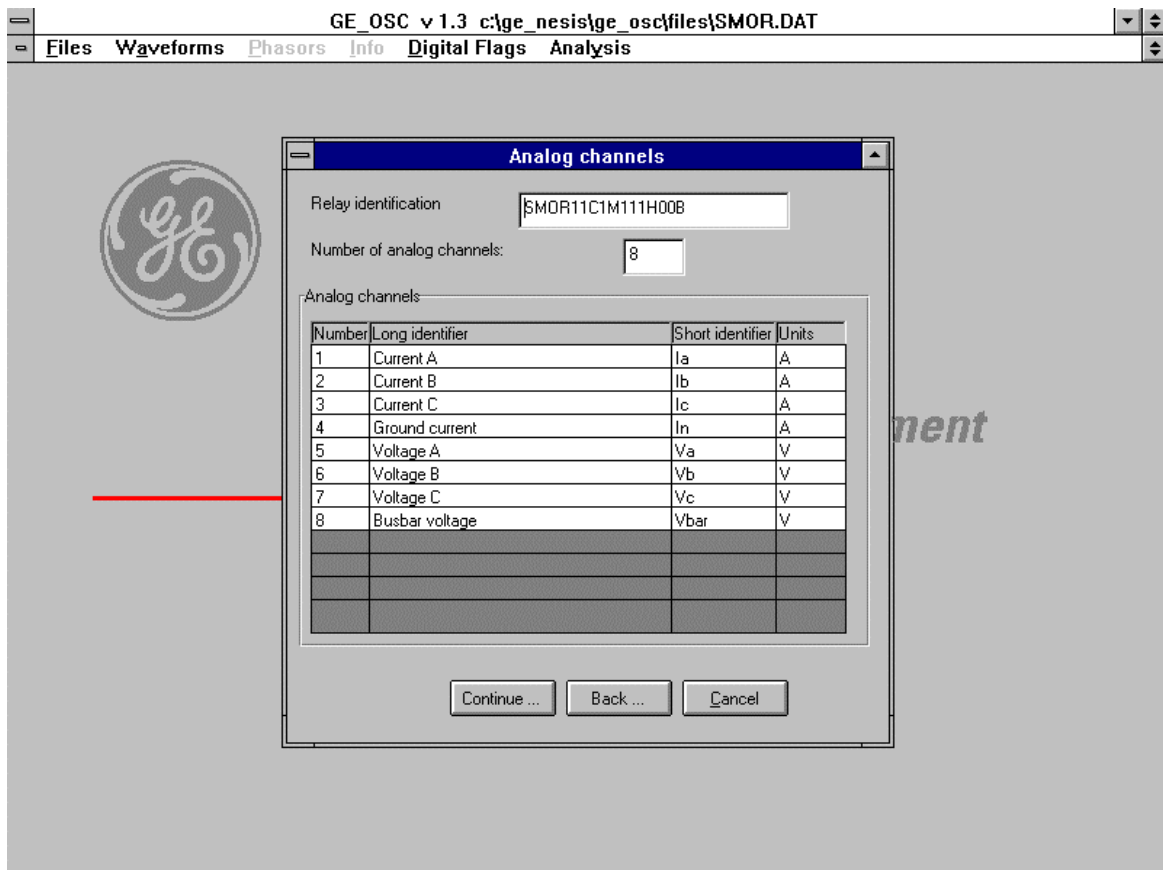 GE_OSC v 1.3 c:\ge_nesis\ge_osc\files\SMOR.DAT
Files Waveforms Phasors Info Digital Flags Analysis
Analog channels
Relay identification SMOR11C1M111H00B
Number of analog channels: 8
Analog channels
Number Long identifier Short identifier Units
1 Current A Ia A
2 Current B Ib A
3 Current C Ic A
4 Ground current In A
5 Voltage A Va V
6 Voltage B Vb V
7 Voltage C Vc V
8 Busbar voltage Vbar V
Continue ... Back ... Cancel
GE
ment